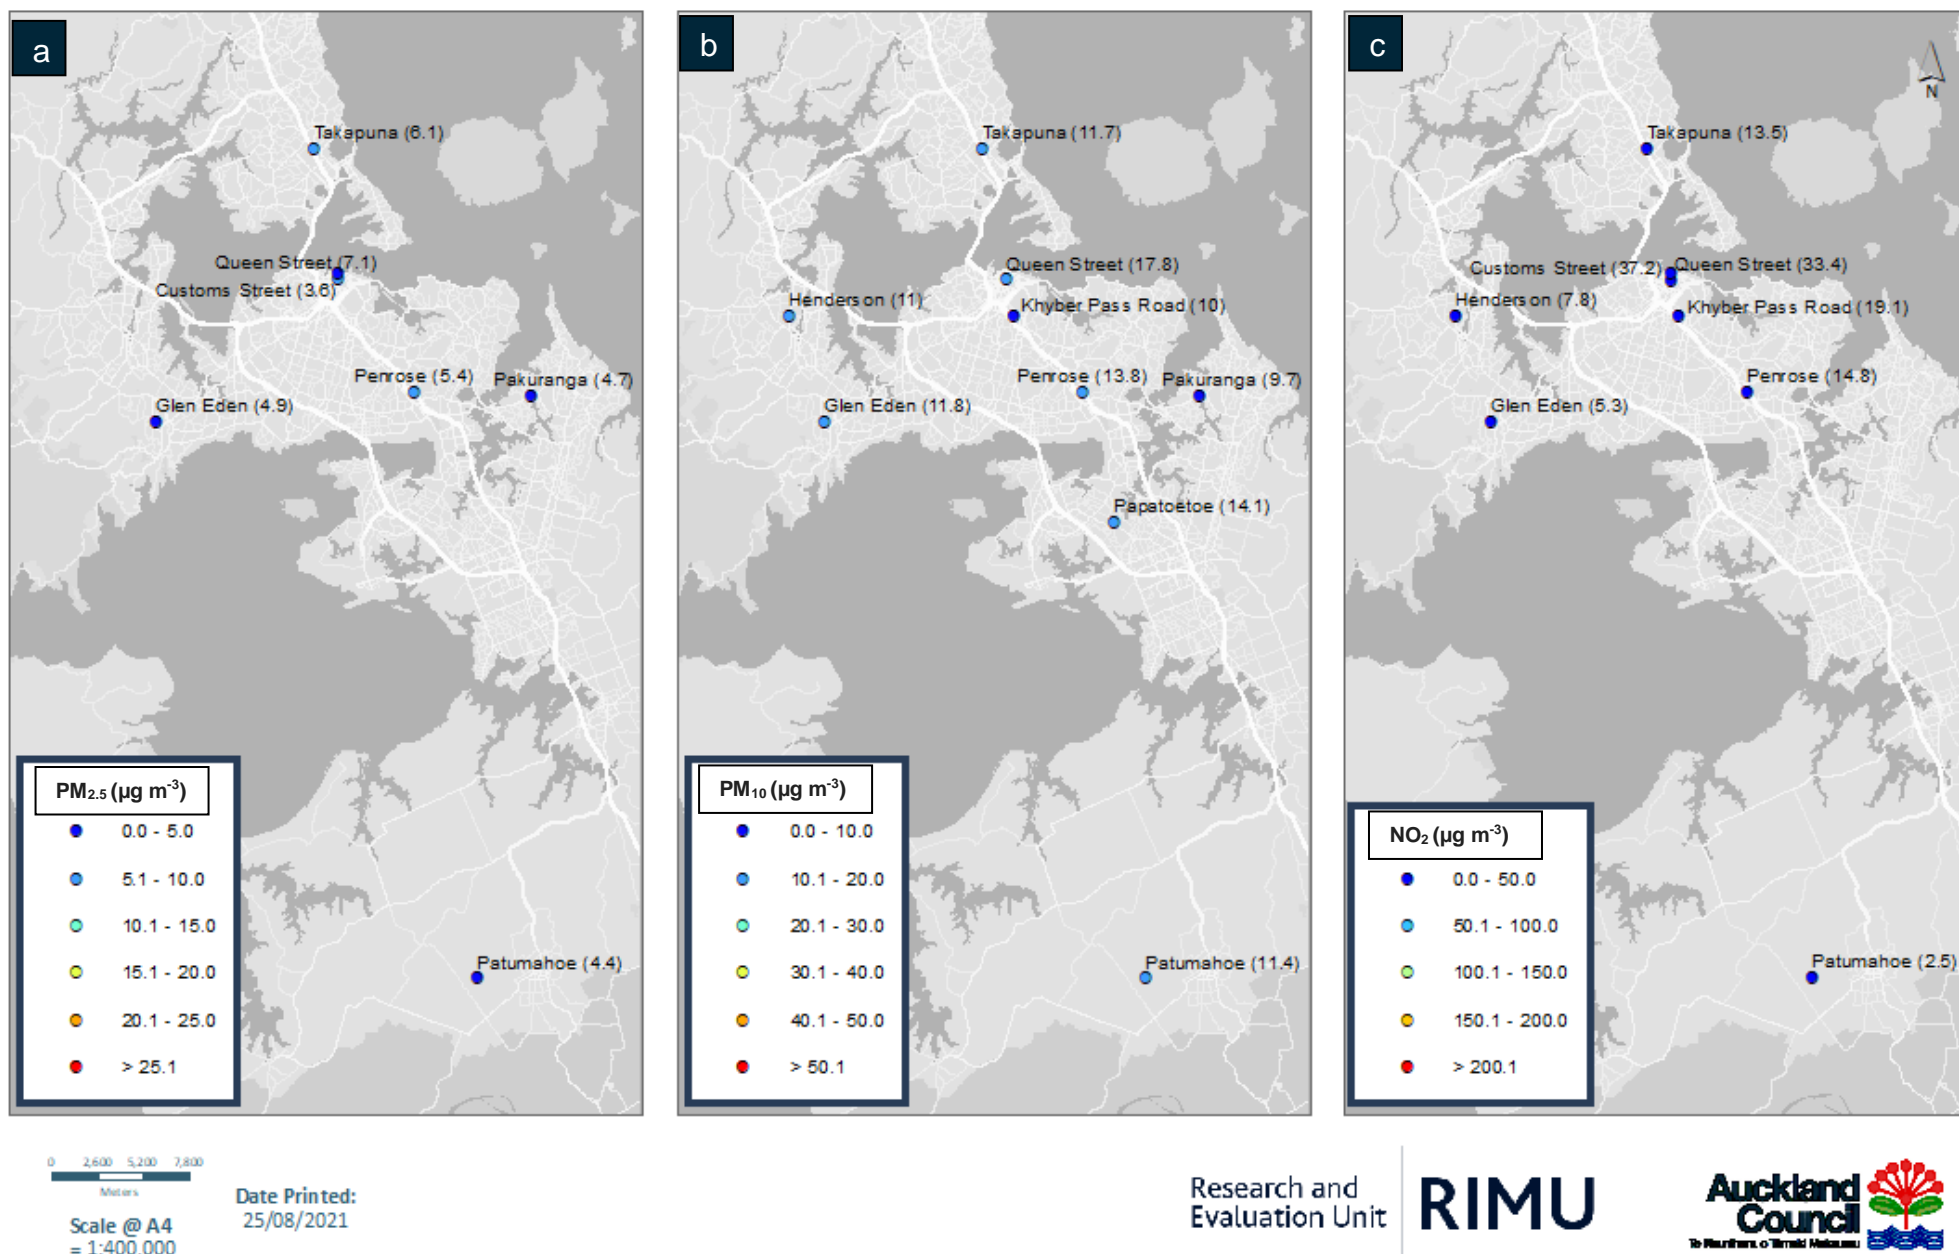 a
Takapuna (6.1)
Queen Street (7.1)
Customs Street (3.6)
Penrose (5.4)
Pakuranga (4.7)
Glen Eden (4.9)
Patumahoe (4.4)
PM2.5 (µg m-3)
0.0 - 5.0
5.1 - 10.0
10.1 - 15.0
15.1 - 20.0
20.1 - 25.0
> 25.1
b
Takapuna (11.7)
Queen Street (17.8)
Henderson (11)
Khyber Pass Road (10)
Penrose (13.8)
Pakuranga (9.7)
Glen Eden (11.8)
Papatoetoe (14.1)
Patumahoe (11.4)
PM10 (µg m-3)
0.0 - 10.0
10.1 - 20.0
20.1 - 30.0
30.1 - 40.0
40.1 - 50.0
> 50.1
c
N
Takapuna (13.5)
Customs Street (37.2)
Queen Street (33.4)
Henderson (7.8)
Khyber Pass Road (19.1)
Penrose (14.8)
Glen Eden (5.3)
Patumahoe (2.5)
NO2 (µg m-3)
0.0 - 50.0
50.1 - 100.0
100.1 - 150.0
150.1 - 200.0
> 200.1
0 2,600 5,200 7,800
Meters
Scale @ A4
= 1:400,000
Date Printed:
25/08/2021
Research and
Evaluation Unit
RIMU
Auckland
Council
Te Kaunihera o Tāmaki Makaurau